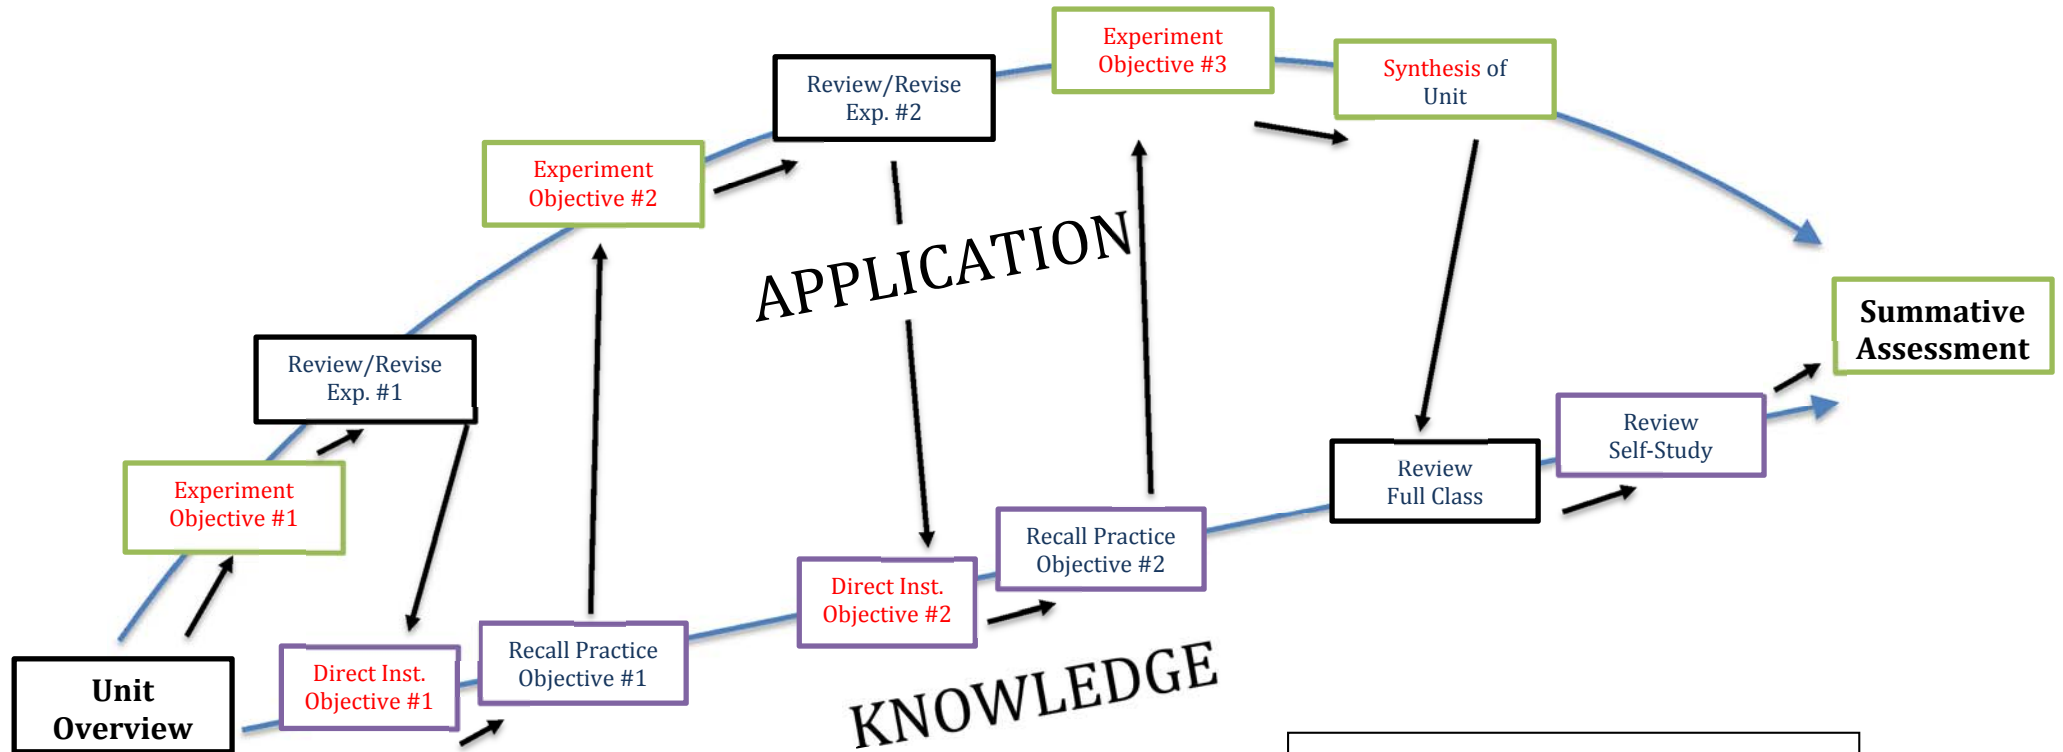 Experiment
Objective #3
Synthesis of
Unit
Review/Revise
Exp. #2
Experiment
Objective #2
APPLICATION
Summative
Assessment
Review/Revise
Exp. #1
Review
Self-Study
Experiment
Objective #1
Review
Full Class
Recall Practice
Objective #2
Direct Inst.
Objective #2
Recall Practice
Objective #1
Direct Inst.
Objective #1
KNOWLEDGE
Unit
Overview